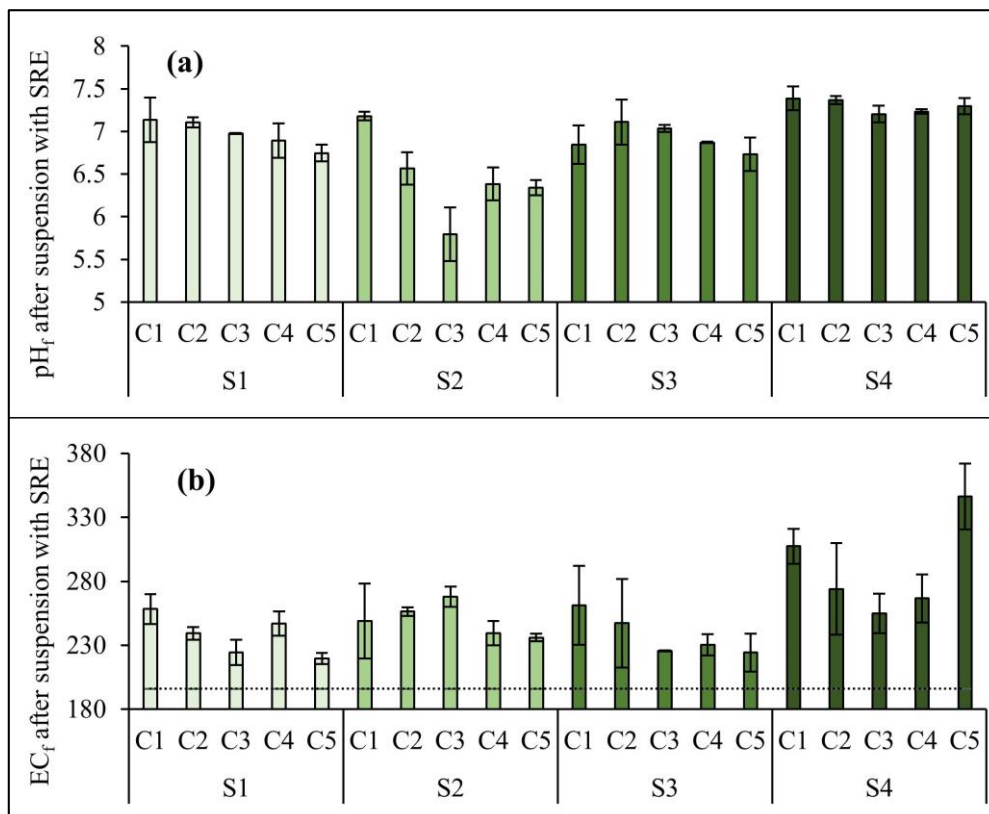 (a)
pH_f after suspension with SRE
8
7.5
7
6.5
6
5.5
5
C1 C2 C3 C4 C5 C1 C2 C3 C4 C5 C1 C2 C3 C4 C5 C1 C2 C3 C4 C5
S1 S2 S3 S4
(b)
EC_f after suspension with SRE
380
330
280
230
180
C1 C2 C3 C4 C5 C1 C2 C3 C4 C5 C1 C2 C3 C4 C5 C1 C2 C3 C4 C5
S1 S2 S3 S4